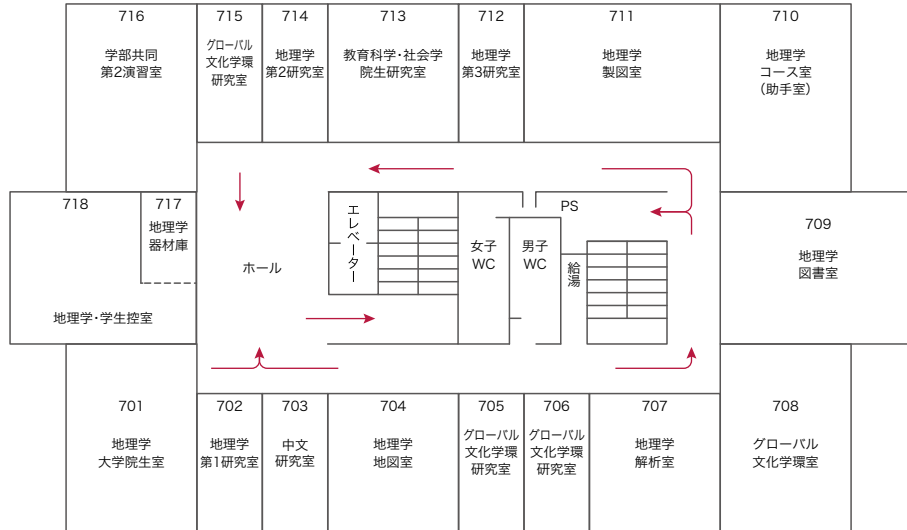 716
学部共同
第2演習室
715
グローバル
文化学環
研究室
714
地理学
第2研究室
713
教育科学・社会学
院生研究室
712
地理学
第3研究室
711
地理学
製図室
710
地理学
コース室
（助手室）
718
地理学・学生控室
717
地理学
器材庫
ホール
エレベーター
女子
WC
男子
WC
PS
給湯
709
地理学
図書室
701
地理学
大学院生室
702
地理学
第1研究室
703
中文
研究室
704
地理学
地図室
705
グローバル
文化学環
研究室
706
グローバル
文化学環
研究室
707
地理学
解析室
708
グローバル
文化学環室